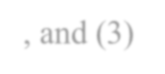 , and (3)